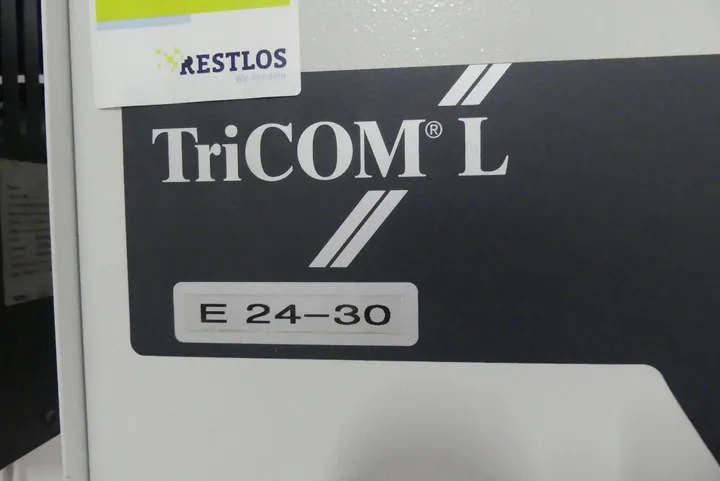 RESTLOS
TriCOM® L
E 24-30